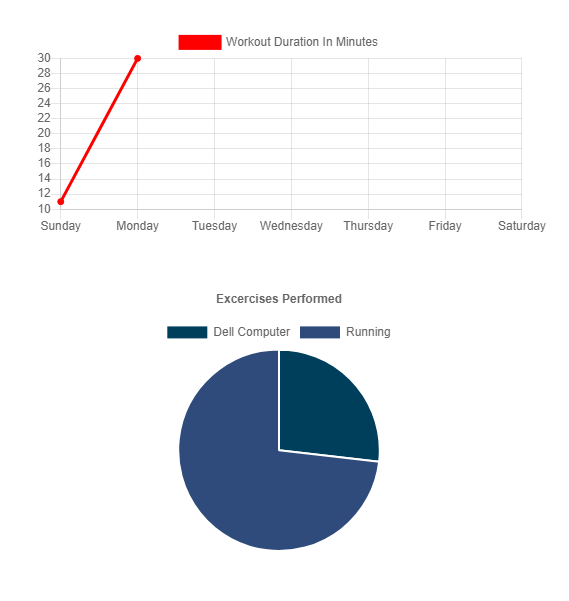 Workout Duration In Minutes
30
28
26
24
22
20
18
16
14
12
10
Sunday Monday Tuesday Wednesday Thursday Friday Saturday
Excercises Performed
Dell Computer Running